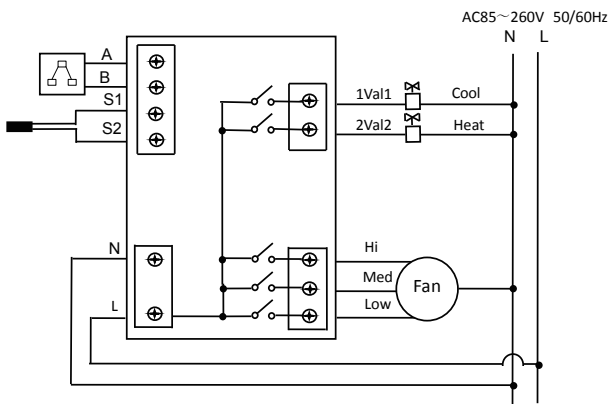 AC85～260V 50/60Hz
N L
A
B
S1
S2
1Val1 Cool
2Val2 Heat
N
L
Hi
Med
Low
Fan